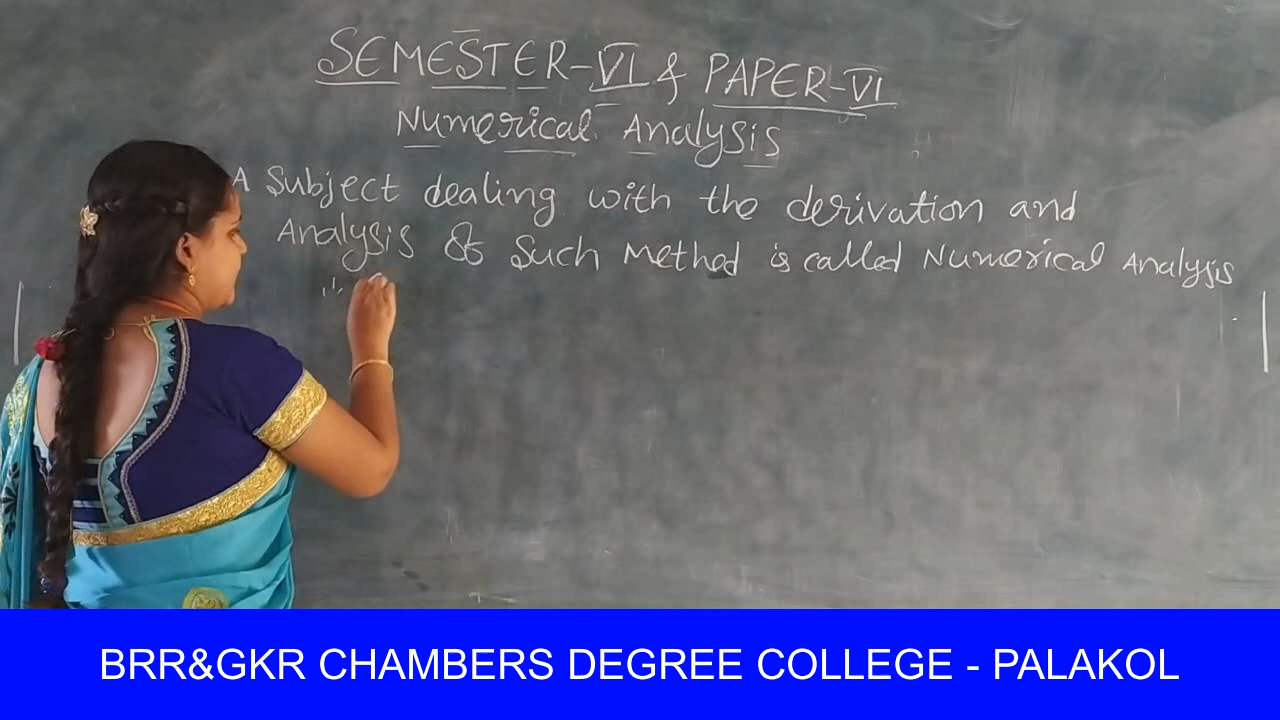 SEMESTER-VI & PAPER-VI
Numerical Analysis
A Subject dealing with the derivation and
Analysis of Such Method is called Numerical Analysis
BRR&GKR CHAMBERS DEGREE COLLEGE - PALAKOL